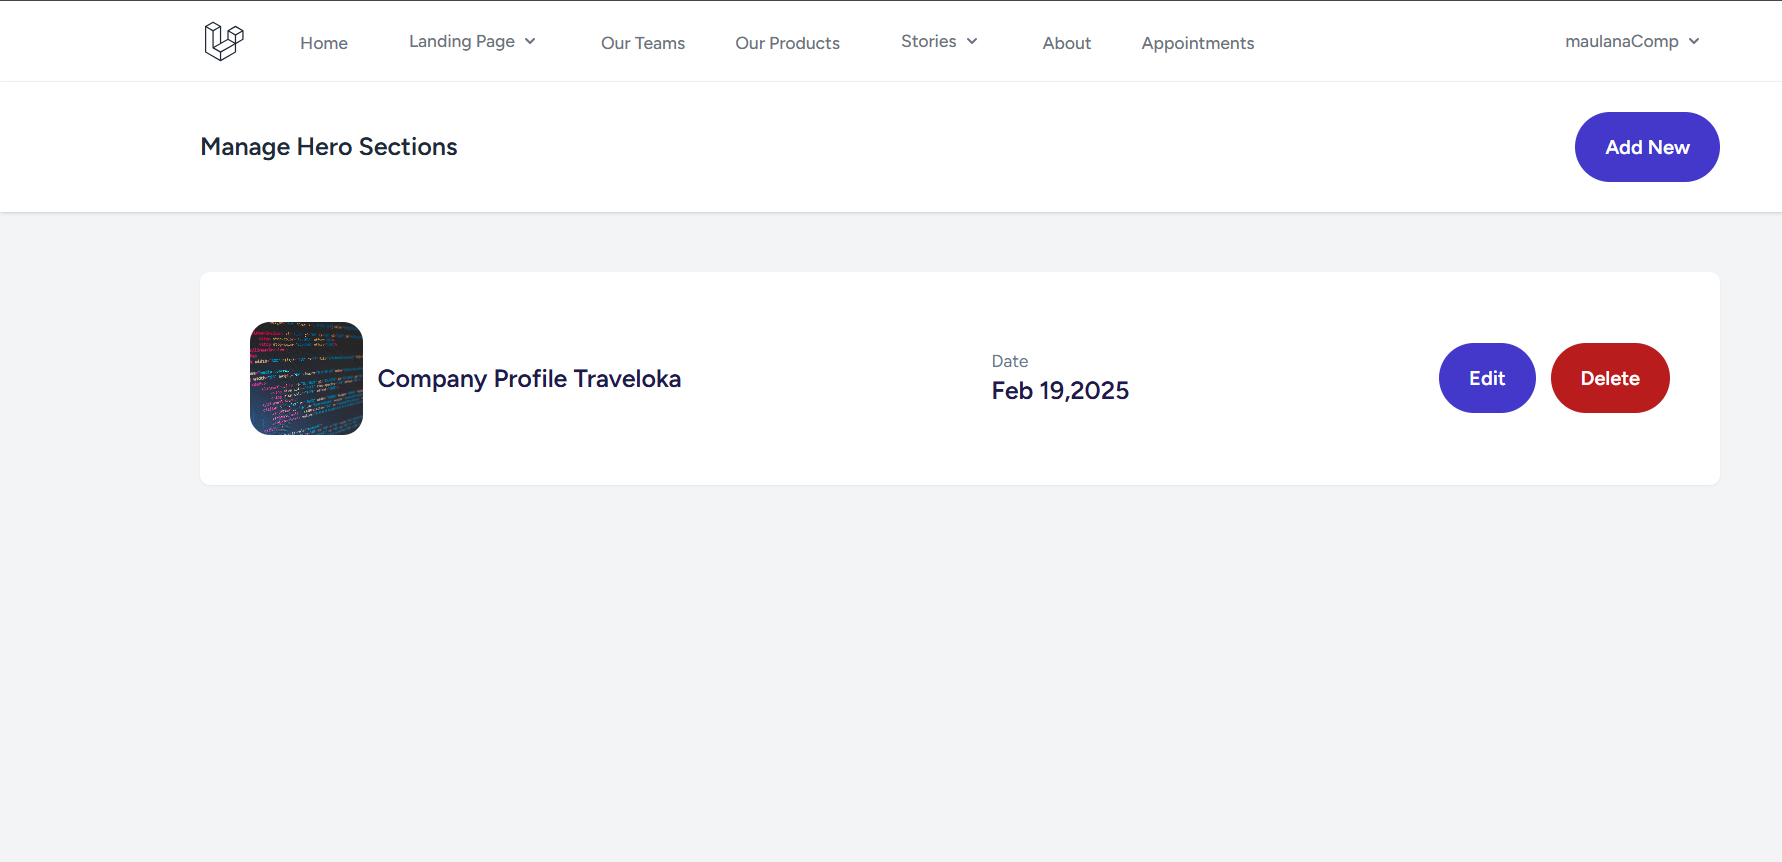 Home Landing Page Our Teams Our Products Stories About Appointments maulanaComp
Manage Hero Sections Add New
Company Profile Traveloka
Date
Feb 19,2025
Edit Delete